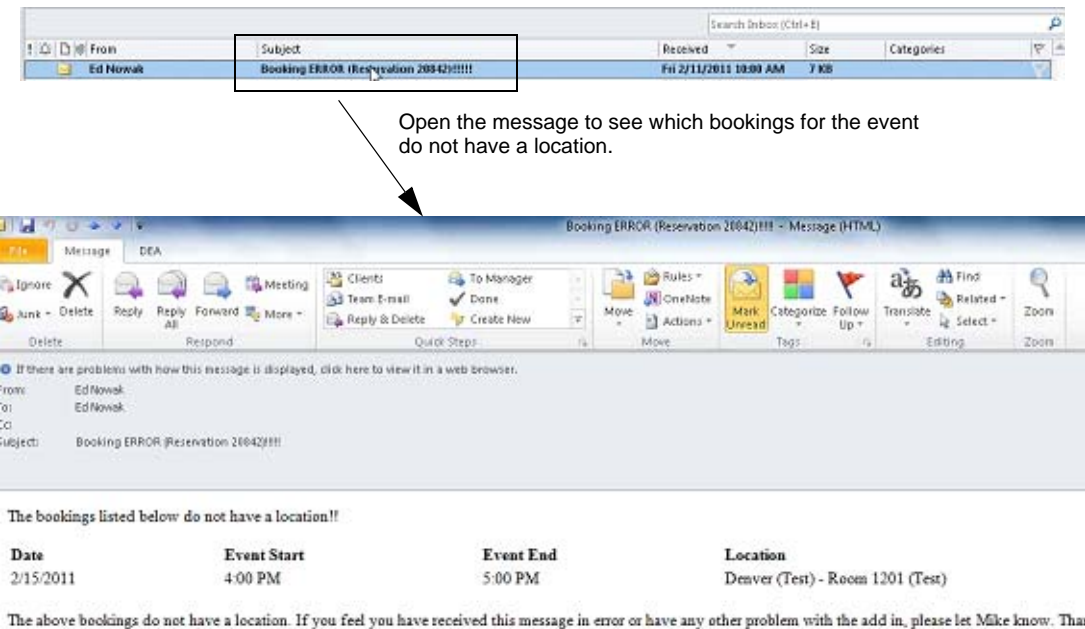 Search Inbox (Ctrl+E)
! From Subject Received Size Categories
Ed Nowak Booking ERROR (Reservation 20842)!!!!! Fri 2/11/2011 10:00 AM 7 KB
Open the message to see which bookings for the event
do not have a location.
Booking ERROR (Reservation 20842)!!!!! - Message (HTML)
File Message DEA
Ignore Delete Reply Reply All Forward Meeting Clients To Manager Move Rules OneNote Mark Unread Categorize Follow Up Translate Find Related Zoom
Junk More Team E-mail Done Actions Select
Reply & Delete Create New
Delete Respond Quick Steps Move Tags Editing Zoom
If there are problems with how this message is displayed, click here to view it in a web browser.
From: Ed Nowak
To: Ed Nowak
Cc:
Subject: Booking ERROR (Reservation 20842)!!!!!
The bookings listed below do not have a location!!
Date Event Start Event End Location
2/15/2011 4:00 PM 5:00 PM Denver (Test) - Room 1201 (Test)
The above bookings do not have a location. If you feel you have received this message in error or have any other problem with the add in, please let Mike know. Than